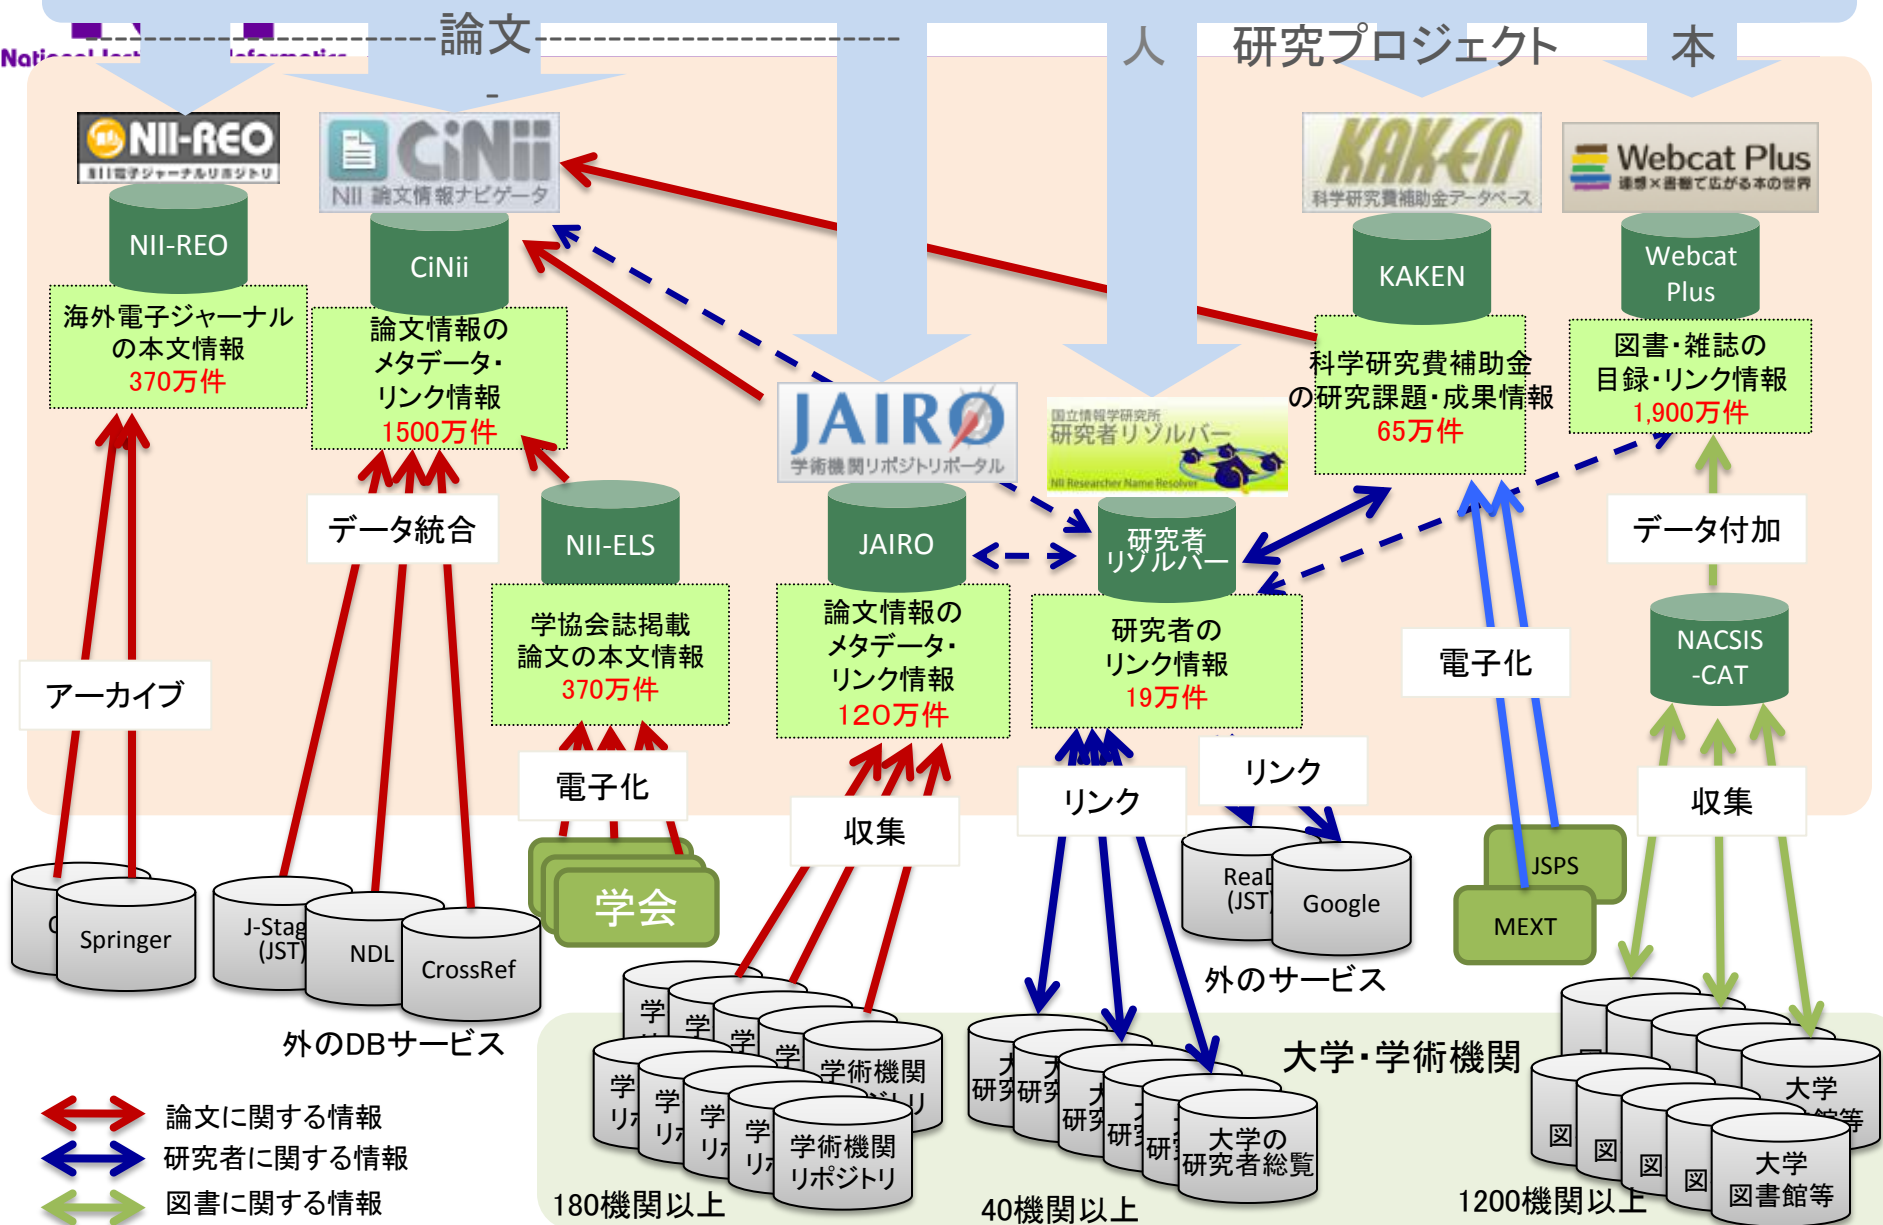 論文
人
研究プロジェクト
本
NII-REO
NII電子ジャーナルリポジトリ
CiNii
NII 論文情報ナビゲータ
KAKEN
科学研究費補助金データベース
Webcat Plus
連想×書棚で広がる本の世界
NII-REO
海外電子ジャーナル
の本文情報
370万件
CiNii
論文情報の
メタデータ・
リンク情報
1500万件
KAKEN
科学研究費補助金
の研究課題・成果情報
65万件
Webcat
Plus
図書・雑誌の
目録・リンク情報
1,900万件
JAIRO
学術機関リポジトリポータル
国立情報学研究所
研究者リゾルバー
NII Researcher Name Resolver
データ統合
NII-ELS
学協会誌掲載
論文の本文情報
370万件
JAIRO
論文情報の
メタデータ・
リンク情報
120万件
研究者
リゾルバー
研究者の
リンク情報
19万件
データ付加
NACSIS
-CAT
アーカイブ
電子化
収集
リンク
リンク
電子化
収集
Springer
J-Stag
(JST)
NDL
CrossRef
外のDBサービス
学会
ReaD
(JST)
Google
外のサービス
JSPS
MEXT
大学・学術機関
学術機関
学術機関
リポジトリ
180機関以上
大学の
研究者総覧
40機関以上
大学
大学
図書館等
1200機関以上
論文に関する情報
研究者に関する情報
図書に関する情報